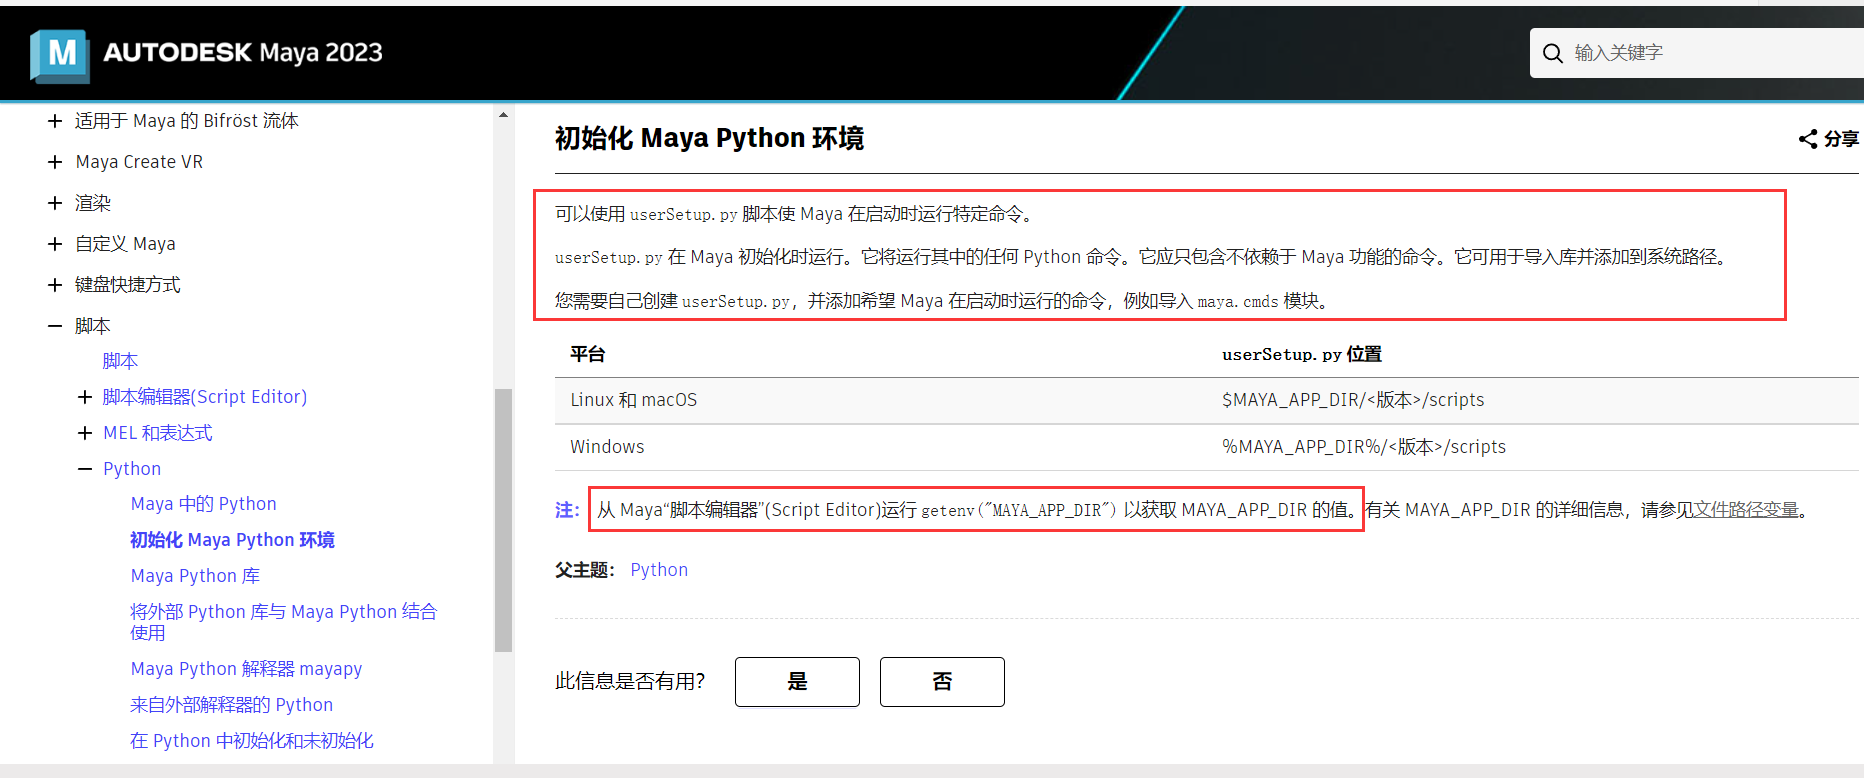 M AUTODESK Maya 2023
输入关键字
适用于 Maya 的 Bifröst 流体
Maya Create VR
渲染
自定义 Maya
键盘快捷方式
脚本
脚本
脚本编辑器(Script Editor)
MEL 和表达式
Python
Maya 中的 Python
初始化 Maya Python 环境
Maya Python 库
将外部 Python 库与 Maya Python 结合
使用
Maya Python 解释器 mayapy
来自外部解释器的 Python
在 Python 中初始化和未初始化
初始化 Maya Python 环境
分享
可以使用 userSetup.py 脚本使 Maya 在启动时运行特定命令。
userSetup.py 在 Maya 初始化时运行。它将运行其中的任何 Python 命令。它应只包含不依赖于 Maya 功能的命令。它可用于导入库并添加到系统路径。
您需要自己创建 userSetup.py，并添加希望 Maya 在启动时运行的命令，例如导入 maya.cmds 模块。
平台 userSetup.py 位置
Linux 和 macOS $MAYA_APP_DIR/<版本>/scripts
Windows %MAYA_APP_DIR%/<版本>/scripts
注： 从 Maya“脚本编辑器”(Script Editor)运行 getenv("MAYA_APP_DIR") 以获取 MAYA_APP_DIR 的值。有关 MAYA_APP_DIR 的详细信息，请参见文件路径变量。
父主题： Python
此信息是否有用？ 是 否